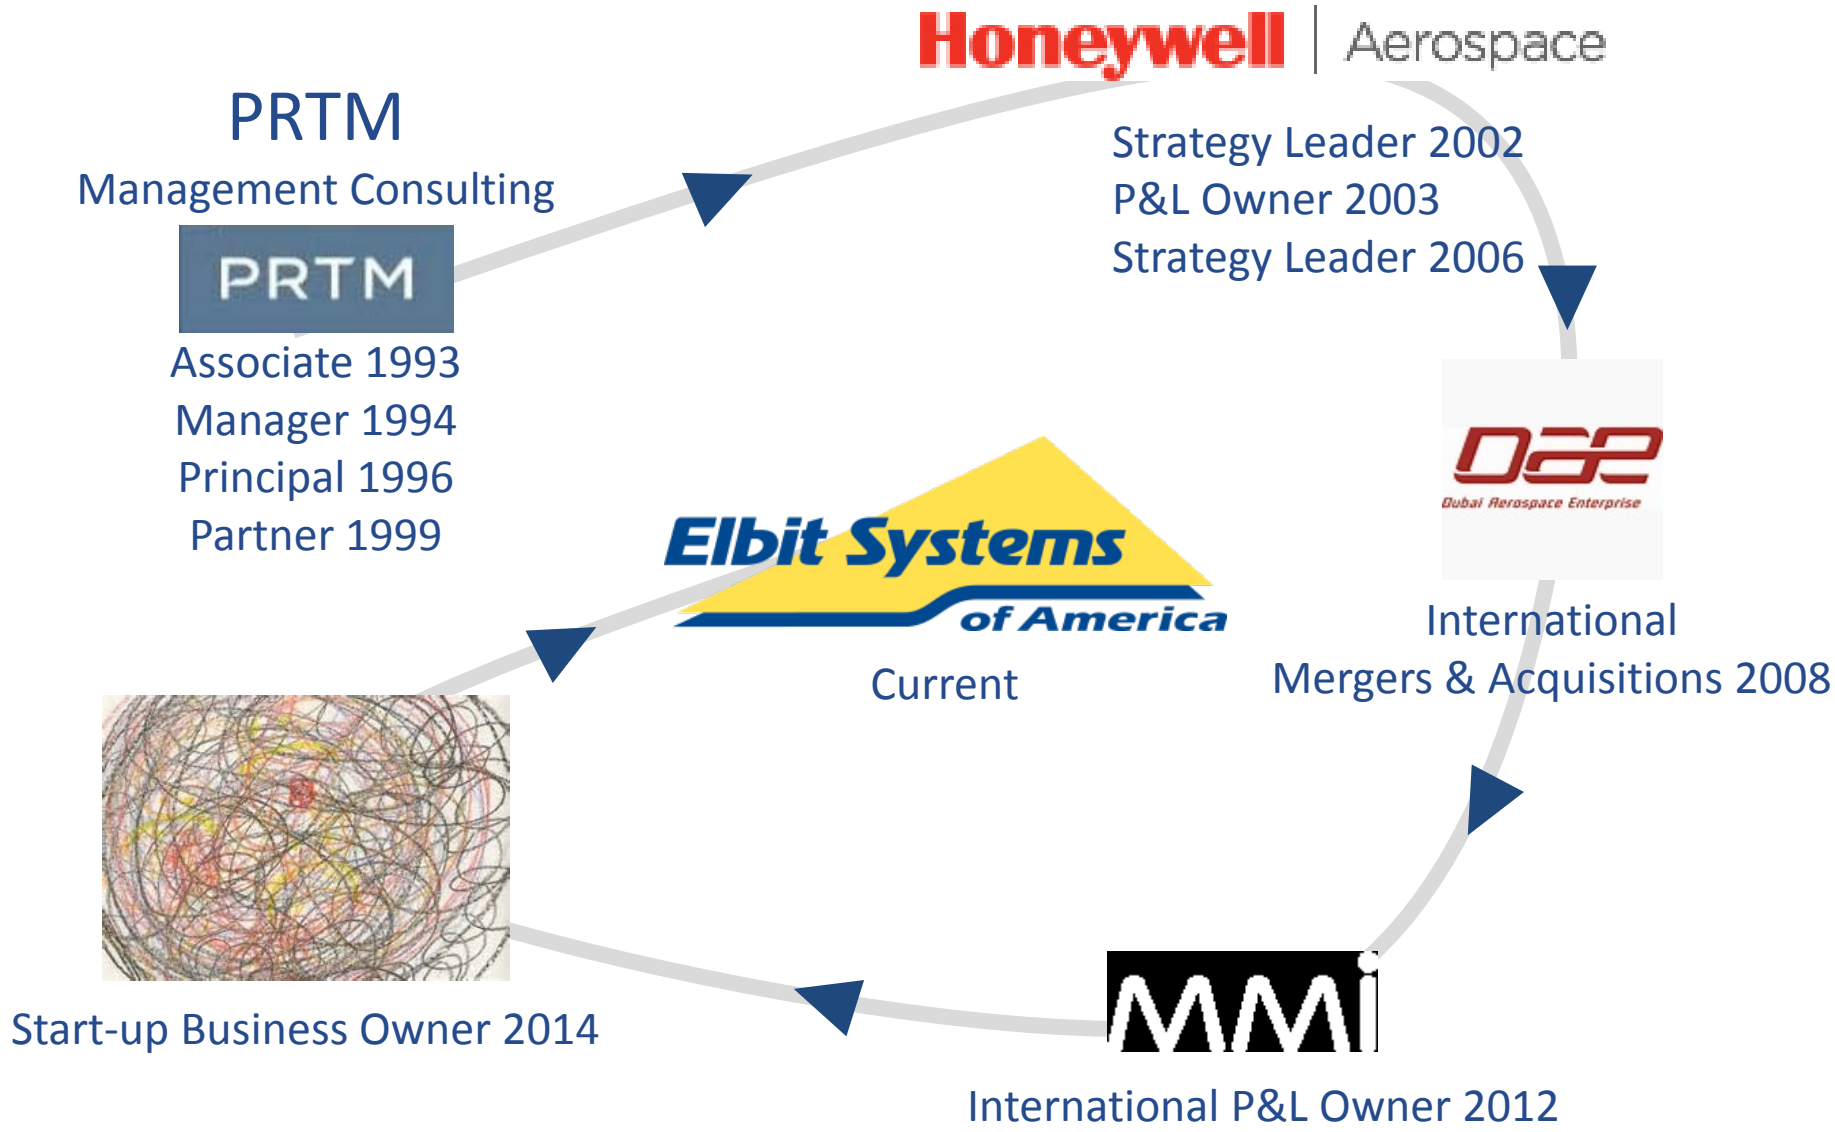 PRTM
Management Consulting
PRTM
Associate 1993
Manager 1994
Principal 1996
Partner 1999
Honeywell | Aerospace
Strategy Leader 2002
P&L Owner 2003
Strategy Leader 2006
Dae
Dubai Aerospace Enterprise
International
Mergers & Acquisitions 2008
MMi
International P&L Owner 2012
Start-up Business Owner 2014
Elbit Systems
of America
Current